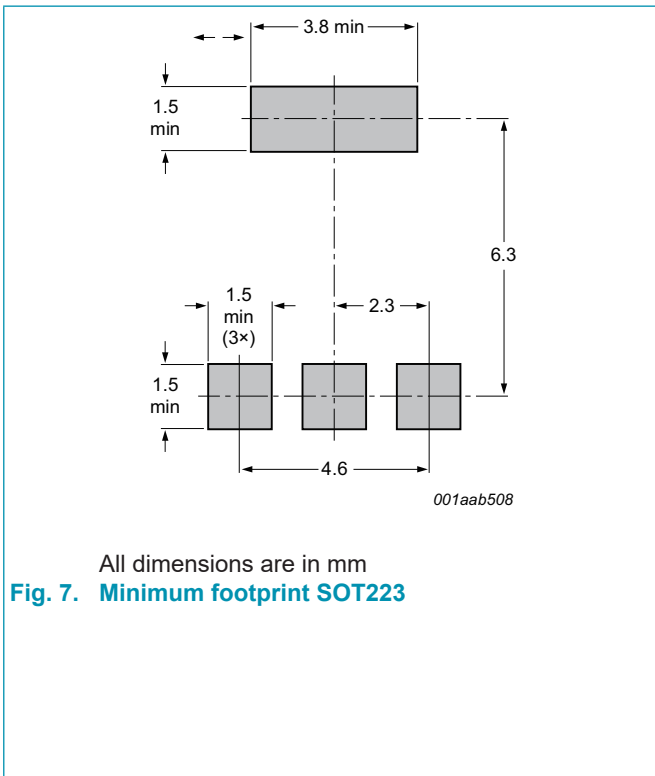 3.8 min
1.5
min
6.3
1.5
min
(3×)
2.3
1.5
min
4.6
001aab508
All dimensions are in mm
Fig. 7. Minimum footprint SOT223